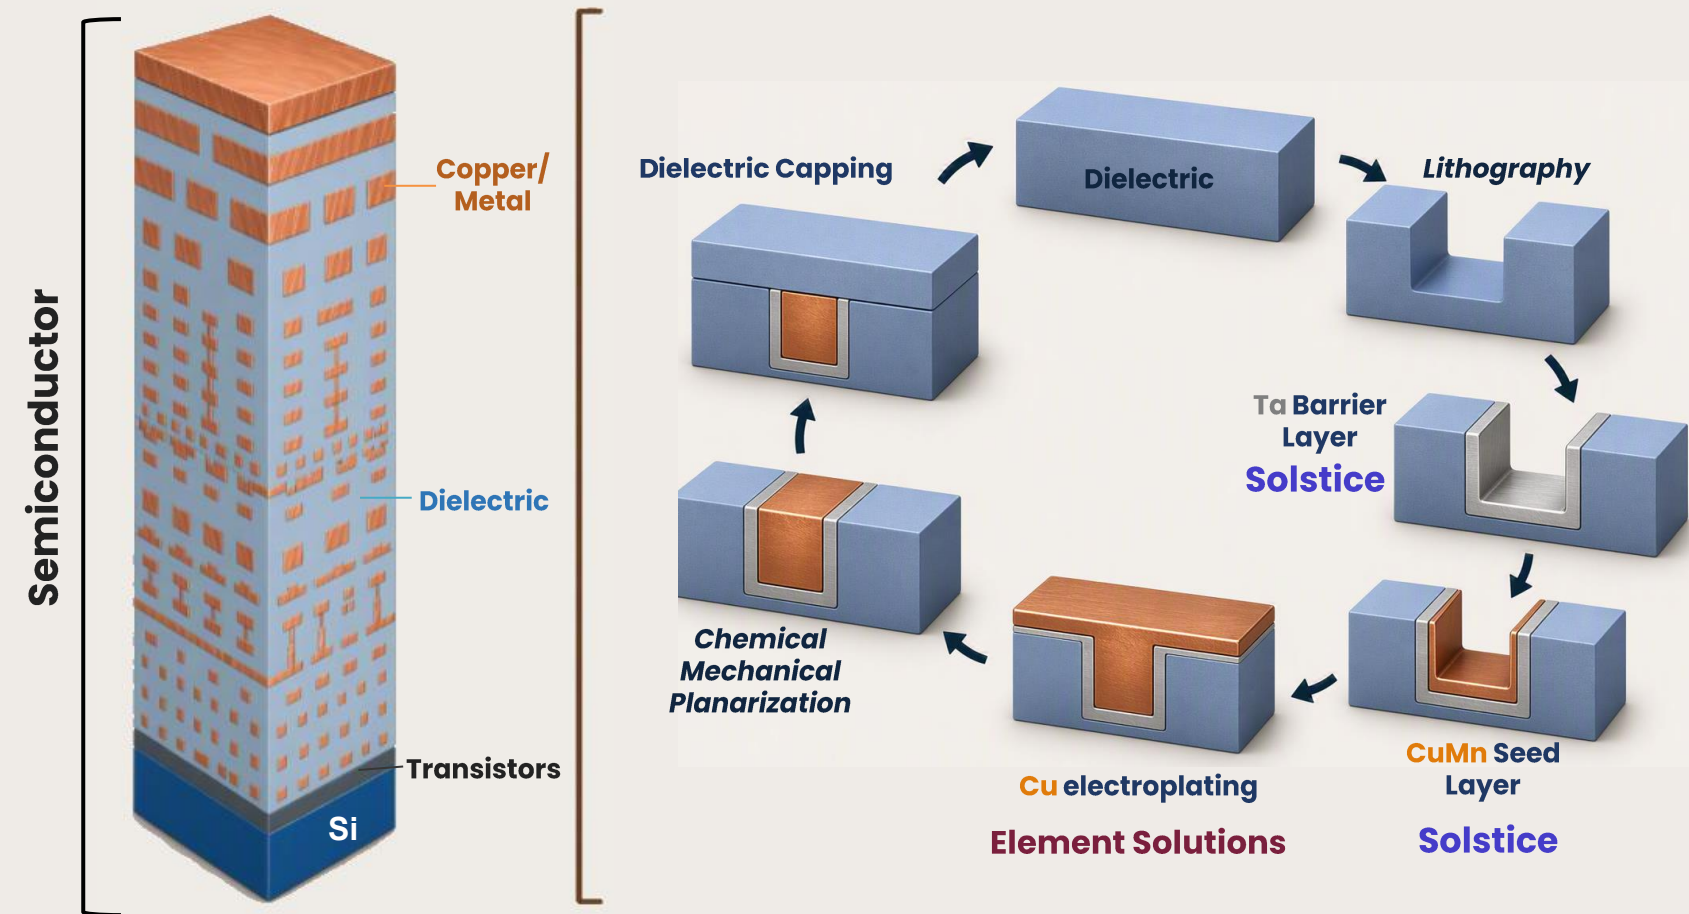 Semiconductor
Copper/
Metal
Dielectric
Transistors
Si
Dielectric Capping
Dielectric
Lithography
Ta Barrier
Layer
Solstice
CuMn Seed
Layer
Solstice
Cu electroplating
Element Solutions
Chemical
Mechanical
Planarization